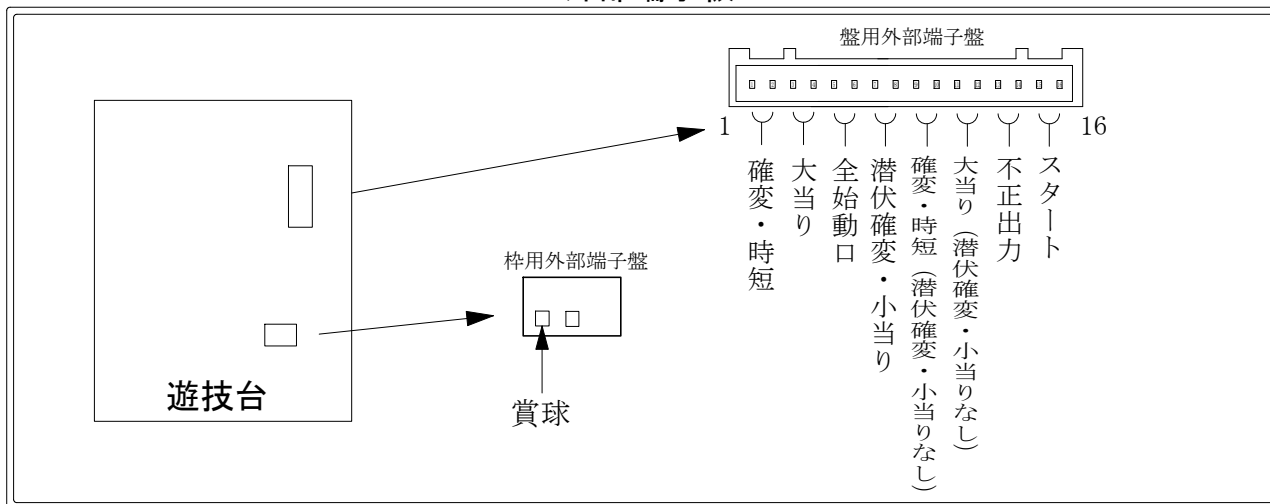 盤用外部端子盤
1
16
確変・時短
大当り
全始動口
潜伏確変・小当り
確変・時短（潜伏確変・小当りなし）
大当り（潜伏確変・小当りなし）
不正出力
スタート
枠用外部端子盤
賞球
遊技台